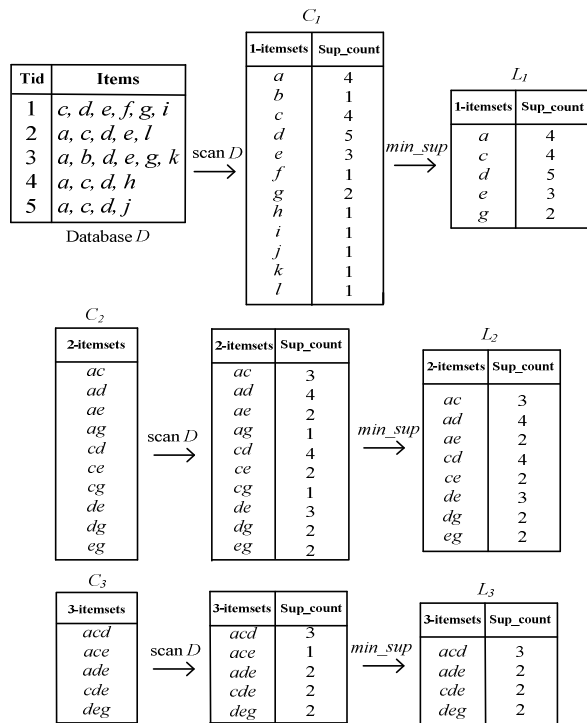 C1
1-itemsets Sup_count
a 4
b 1
c 4
d 5
e 3
f 1
g 2
h 1
i 1
j 1
k 1
l 1
Tid Items
1 c, d, e, f, g, i
2 a, c, d, e, l
3 a, b, d, e, g, k
4 a, c, d, h
5 a, c, d, j
Database D
scan D
min_sup
L1
1-itemsets Sup_count
a 4
c 4
d 5
e 3
g 2
C2
2-itemsets
ac
ad
ae
ag
cd
ce
cg
de
dg
eg
scan D
2-itemsets Sup_count
ac 3
ad 4
ae 2
ag 1
cd 4
ce 2
cg 1
de 3
dg 2
eg 2
min_sup
L2
2-itemsets Sup_count
ac 3
ad 4
ae 2
cd 4
ce 2
de 3
dg 2
eg 2
C3
3-itemsets
acd
ace
ade
cde
deg
scan D
3-itemsets Sup_count
acd 3
ace 1
ade 2
cde 2
deg 2
min_sup
L3
3-itemsets Sup_count
acd 3
ade 2
cde 2
deg 2